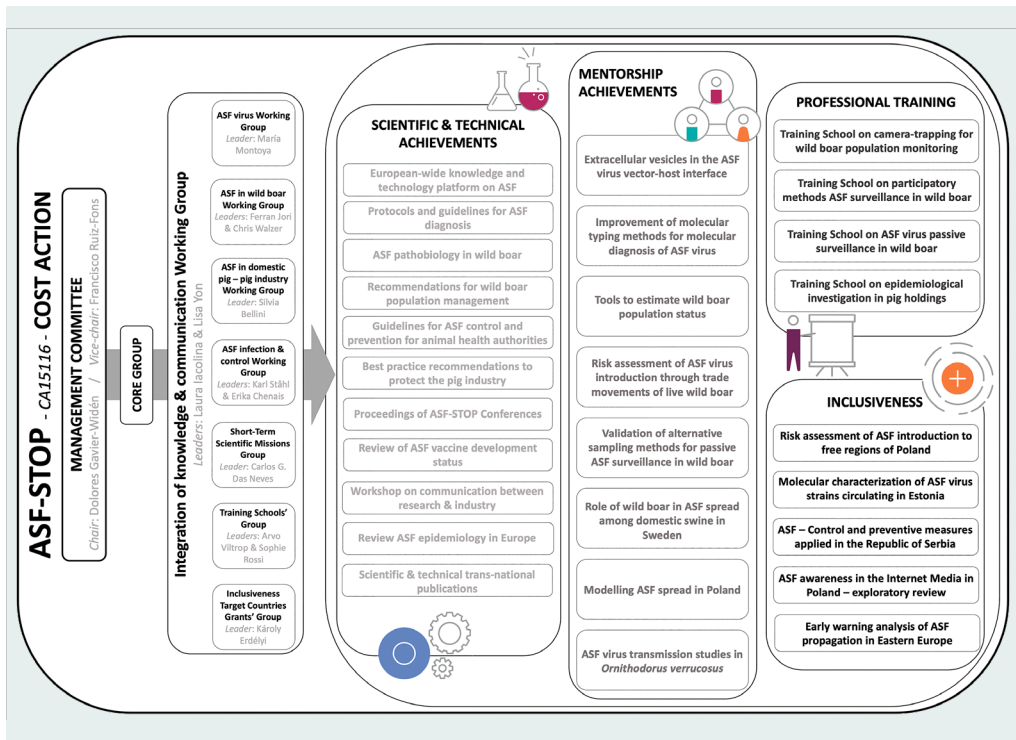 ASF-STOP - CA15116 - COST ACTION
MANAGEMENT COMMITTEE
Chair: Dolores Gavier-Widén / Vice-chair: Francisco Ruiz-Fons
CORE GROUP
Integration of knowledge & communication Working Group
Leaders: Laura Iacolina & Lisa Yon
ASF virus Working
Group
Leader: María
Montoya
ASF in wild boar
Working Group
Leaders: Ferran Jori
& Chris Walzer
ASF in domestic
pig – pig industry
Working Group
Leader: Silvia
Bellini
ASF infection &
control Working
Group
Leaders: Karl Ståhl
& Erika Chenais
Short-Term
Scientific Missions
Group
Leader: Carlos G.
Das Neves
Training Schools’
Group
Leaders: Arvo
Viltrop & Sophie
Rossi
Inclusiveness
Target Countries
Grants’ Group
Leader: Károly
Erdélyi
SCIENTIFIC & TECHNICAL
ACHIEVEMENTS
European-wide knowledge and
technology platform on ASF
Protocols and guidelines for ASF
diagnosis
ASF pathobiology in wild boar
Recommendations for wild boar
population management
Guidelines for ASF control and
prevention for animal health authorities
Best practice recommendations to
protect the pig industry
Proceedings of ASF-STOP Conferences
Review of ASF vaccine development
status
Workshop on communication between
research & industry
Review ASF epidemiology in Europe
Scientific & technical trans-national
publications
MENTORSHIP
ACHIEVEMENTS
Extracellular vesicles in the ASF
virus vector-host interface
Improvement of molecular
typing methods for molecular
diagnosis of ASF virus
Tools to estimate wild boar
population status
Risk assessment of ASF virus
introduction through trade
movements of live wild boar
Validation of alternative
sampling methods for passive
ASF surveillance in wild boar
Role of wild boar in ASF spread
among domestic swine in
Sweden
Modelling ASF spread in Poland
ASF virus transmission studies in
Ornithodorus verrucosus
PROFESSIONAL TRAINING
Training School on camera-trapping for
wild boar population monitoring
Training School on participatory
methods ASF surveillance in wild boar
Training School on ASF virus passive
surveillance in wild boar
Training School on epidemiological
investigation in pig holdings
INCLUSIVENESS
Risk assessment of ASF introduction to
free regions of Poland
Molecular characterization of ASF virus
strains circulating in Estonia
ASF – Control and preventive measures
applied in the Republic of Serbia
ASF awareness in the Internet Media in
Poland – exploratory review
Early warning analysis of ASF
propagation in Eastern Europe